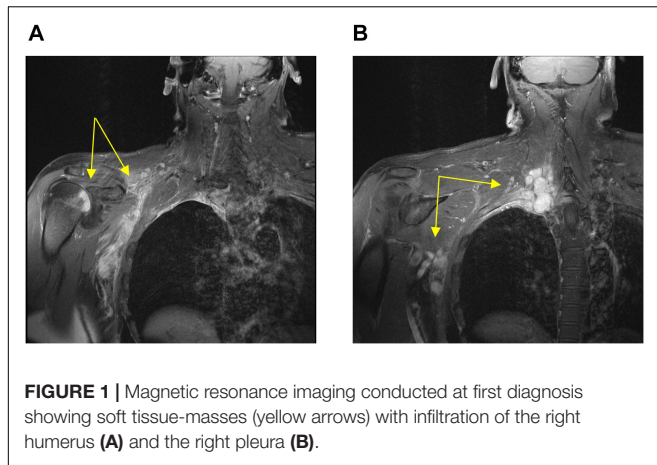 A
B
FIGURE 1 | Magnetic resonance imaging conducted at first diagnosis
showing soft tissue-masses (yellow arrows) with infiltration of the right
humerus (A) and the right pleura (B).